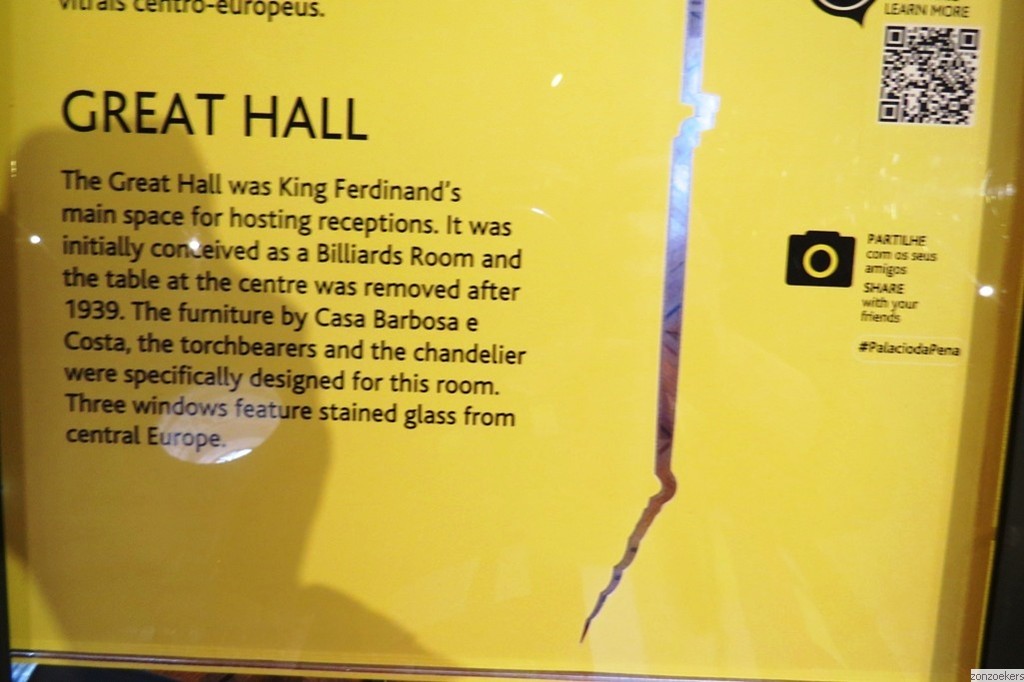 vitrais centro-europeus.
GREAT HALL
The Great Hall was King Ferdinand's
main space for hosting receptions. It was
initially conceived as a Billiards Room and
the table at the centre was removed after
1939. The furniture by Casa Barbosa e
Costa, the torchbearers and the chandelier
were specifically designed for this room.
Three windows feature stained glass from
central Europe.
LEARN MORE
PARTILHE
com os seus
amigos
SHARE
with your
friends
#PalaciodaPena
zonzoekers